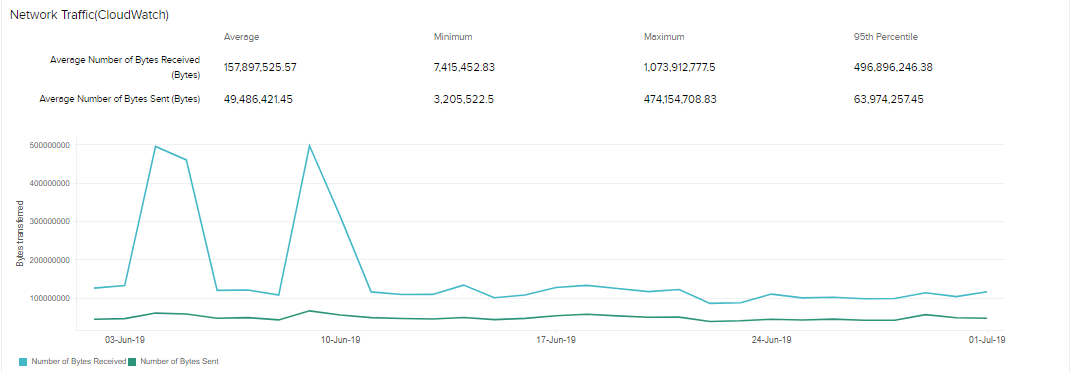 Network Traffic(CloudWatch)
Average Minimum Maximum 95th Percentile
Average Number of Bytes Received
(Bytes)
157,897,525.57 7,415,452.83 1,073,912,777.5 496,896,246.38
Average Number of Bytes Sent (Bytes) 49,486,421.45 3,205,522.5 474,154,708.83 63,974,257.45
Bytes transferred
500000000
400000000
300000000
200000000
100000000
03-Jun-19 10-Jun-19 17-Jun-19 24-Jun-19 01-Jul-19
Number of Bytes Received Number of Bytes Sent